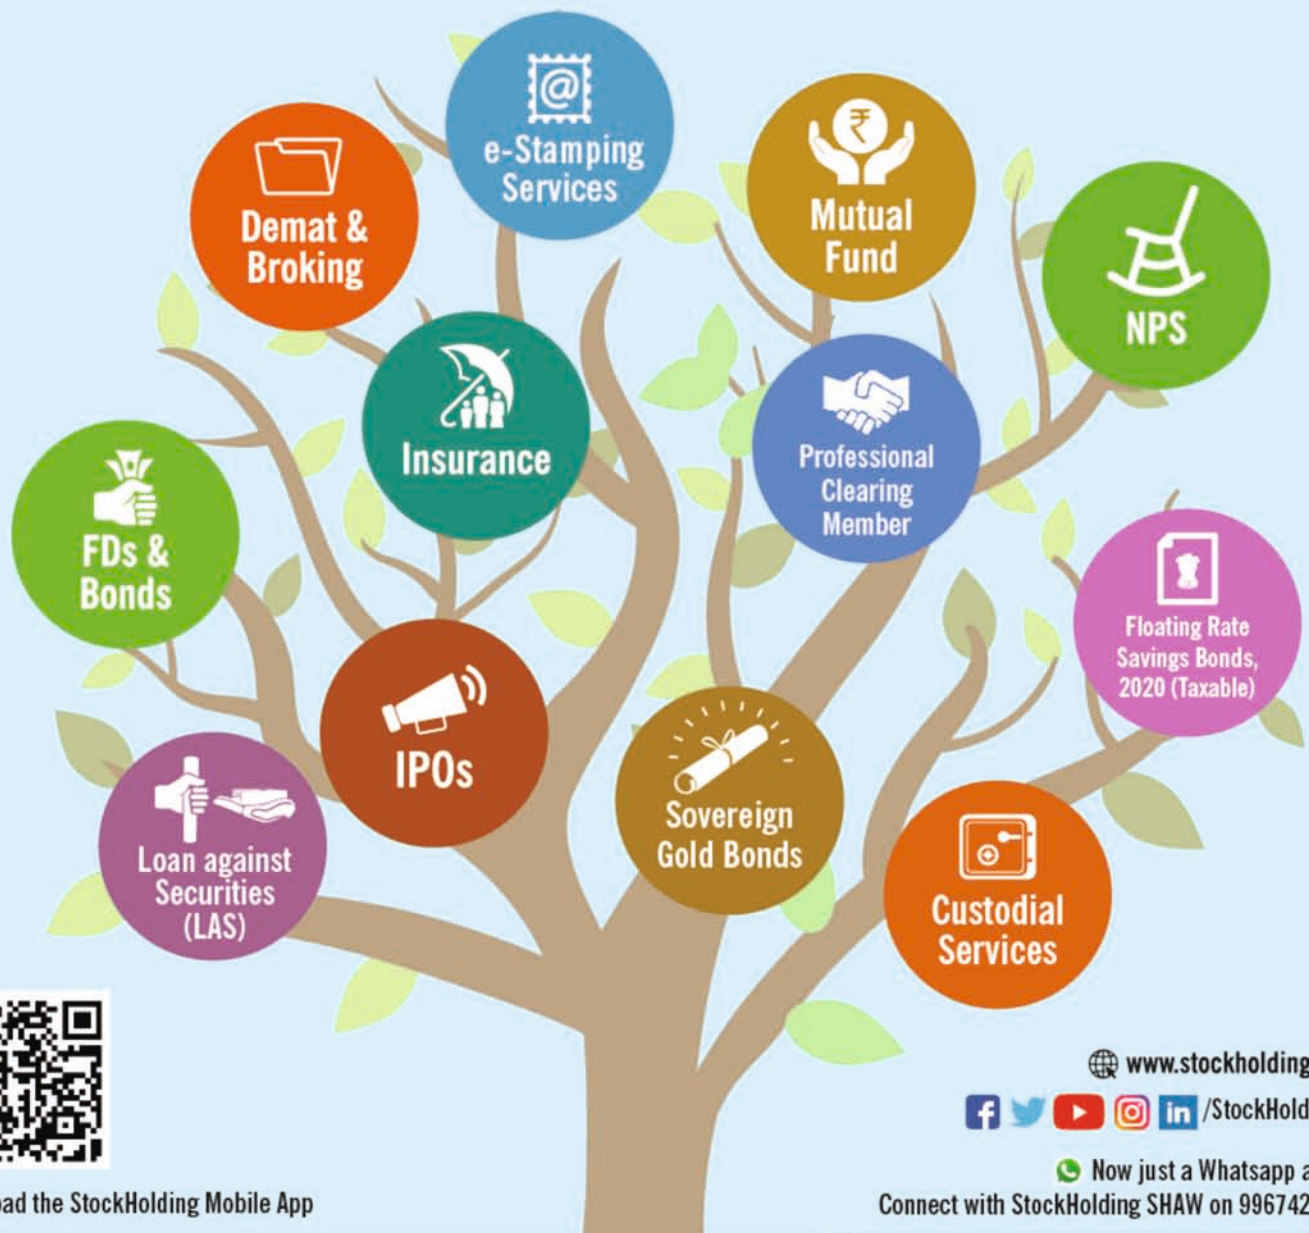 e-Stamping
Services
Demat &
Broking
Mutual
Fund
NPS
Insurance
Professional
Clearing
Member
FDs &
Bonds
Floating Rate
Savings Bonds,
2020 (Taxable)
IPOs
Sovereign
Gold Bonds
Loan against
Securities
(LAS)
Custodial
Services
www.stockholding
/StockHold
Now just a Whatsapp a
Connect with StockHolding SHAW on 996742
the StockHolding Mobile App